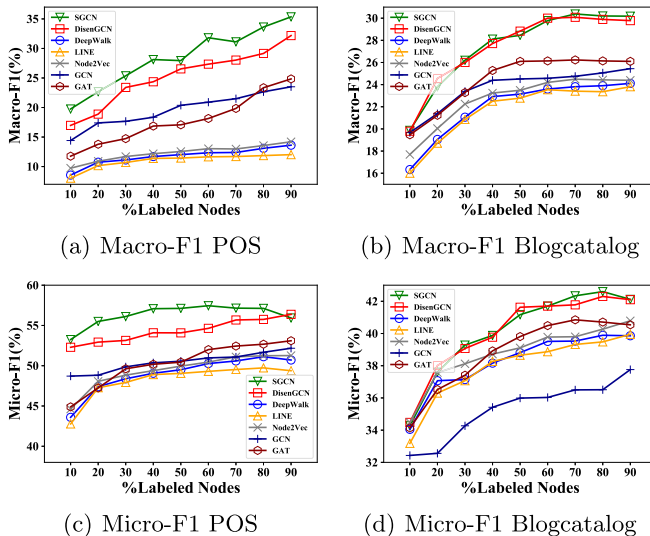 Macro-F1(%)
35
30
25
20
15
10
SGCN
DisenGCN
DeepWalk
LINE
Node2Vec
GCN
GAT
10 20 30 40 50 60 70 80 90
%Labeled Nodes
(a) Macro-F1 POS
Macro-F1(%)
30
28
26
24
22
20
18
16
SGCN
DisenGCN
DeepWalk
LINE
Node2Vec
GCN
GAT
10 20 30 40 50 60 70 80 90
%Labeled Nodes
(b) Macro-F1 Blogcatalog
Micro-F1(%)
60
55
50
45
40
SGCN
DisenGCN
DeepWalk
LINE
Node2Vec
GCN
GAT
10 20 30 40 50 60 70 80 90
%Labeled Nodes
(c) Micro-F1 POS
Micro-F1(%)
42
40
38
36
34
32
SGCN
DisenGCN
DeepWalk
LINE
Node2Vec
GCN
GAT
10 20 30 40 50 60 70 80 90
%Labeled Nodes
(d) Micro-F1 Blogcatalog